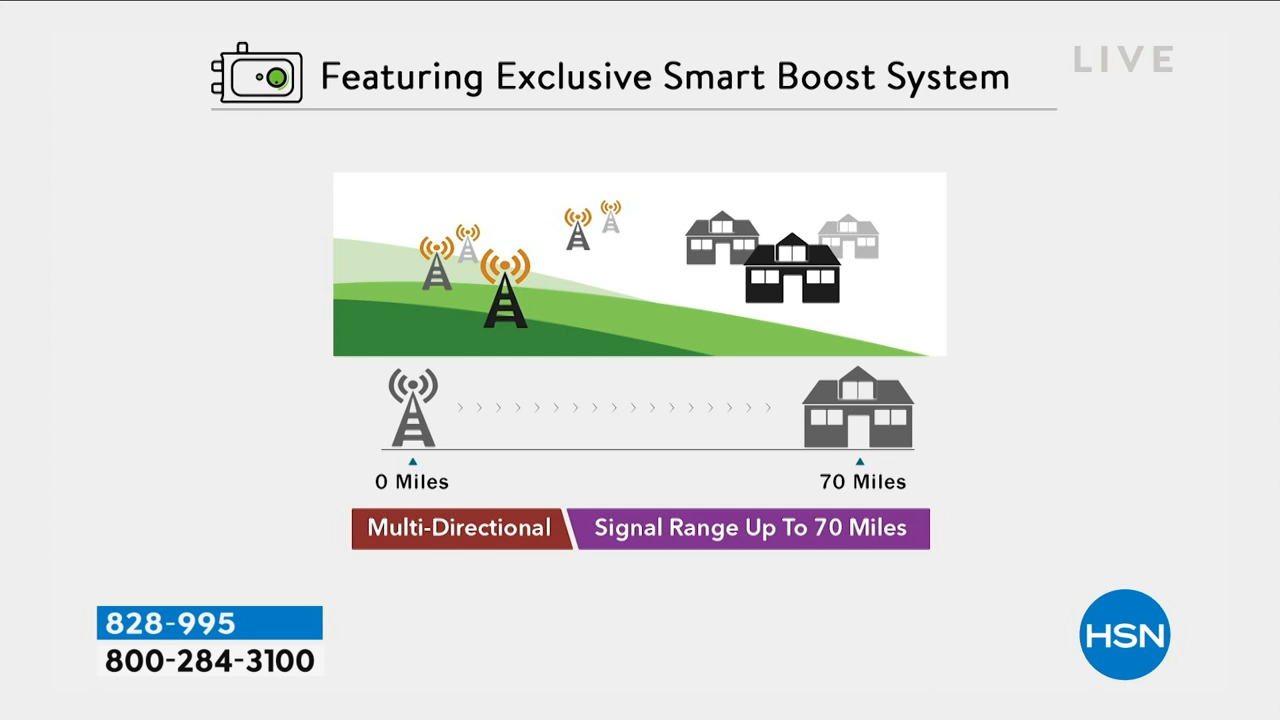 Featuring Exclusive Smart Boost System
LIVE
0 Miles
70 Miles
Multi-Directional
Signal Range Up To 70 Miles
828-995
800-284-3100
HSN